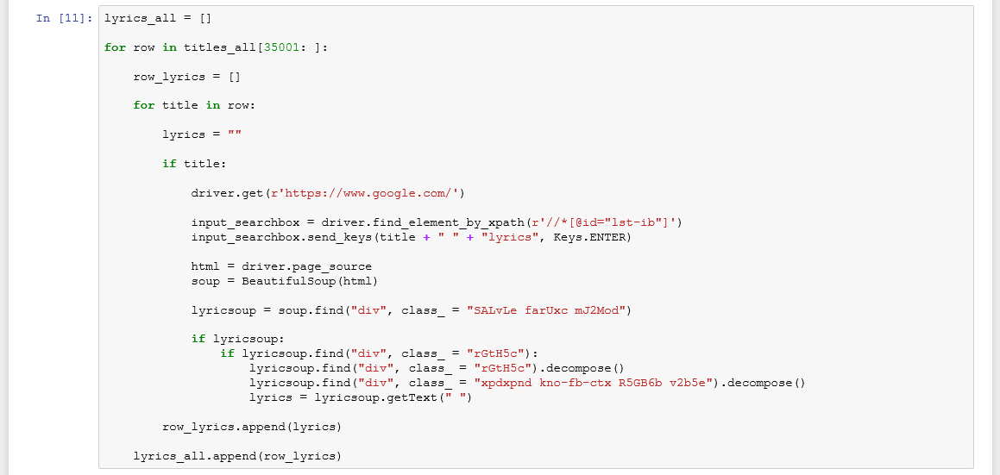 In [11]: lyrics_all = []
for row in titles_all[35001: ]:
row_lyrics = []
for title in row:
lyrics = ""
if title:
driver.get(r'https://www.google.com/')
input_searchbox = driver.find_element_by_xpath(r'//*[@id="lst-ib"]')
input_searchbox.send_keys(title + " " + "lyrics", Keys.ENTER)
html = driver.page_source
soup = BeautifulSoup(html)
lyricsoup = soup.find("div", class_ = "SALvLe farUxc mJ2Mod")
if lyricsoup:
if lyricsoup.find("div", class_ = "rGtH5c"):
lyricsoup.find("div", class_ = "rGtH5c").decompose()
lyricsoup.find("div", class_ = "xpdxpnd kno-fb-ctx R5GB6b v2b5e").decompose()
lyrics = lyricsoup.getText(" ")
row_lyrics.append(lyrics)
lyrics_all.append(row_lyrics)